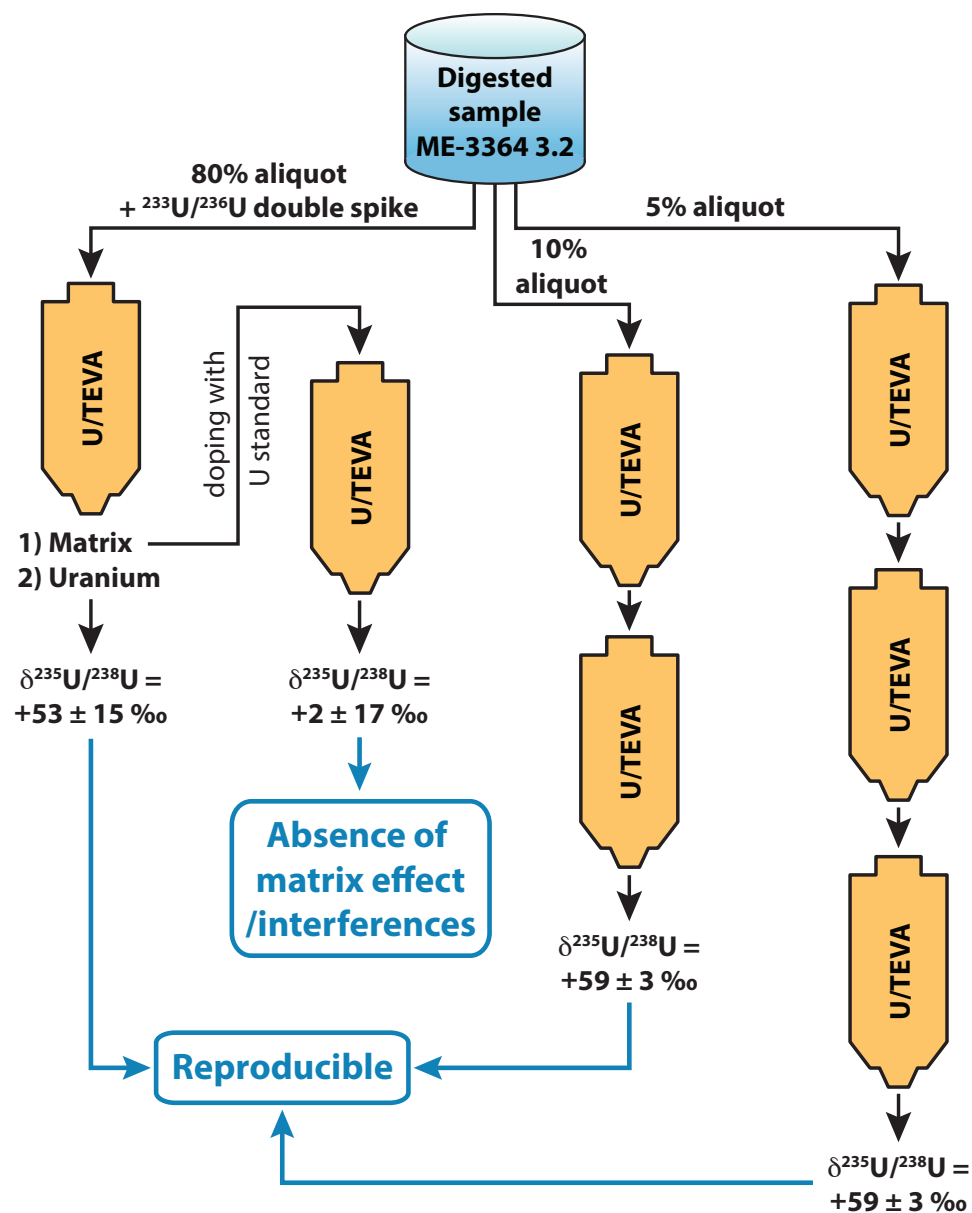 Digested
sample
ME-3364 3.2
80% aliquot
+ ²³³U/²³⁶U double spike
10%
aliquot
5% aliquot
U/TEVA
doping with
U standard
U/TEVA
U/TEVA
U/TEVA
U/TEVA
U/TEVA
U/TEVA
1) Matrix
2) Uranium
δ²³⁵U/²³⁸U =
+53 ± 15 ‰
δ²³⁵U/²³⁸U =
+2 ± 17 ‰
Absence of
matrix effect
/interferences
δ²³⁵U/²³⁸U =
+59 ± 3 ‰
Reproducible
δ²³⁵U/²³⁸U =
+59 ± 3 ‰